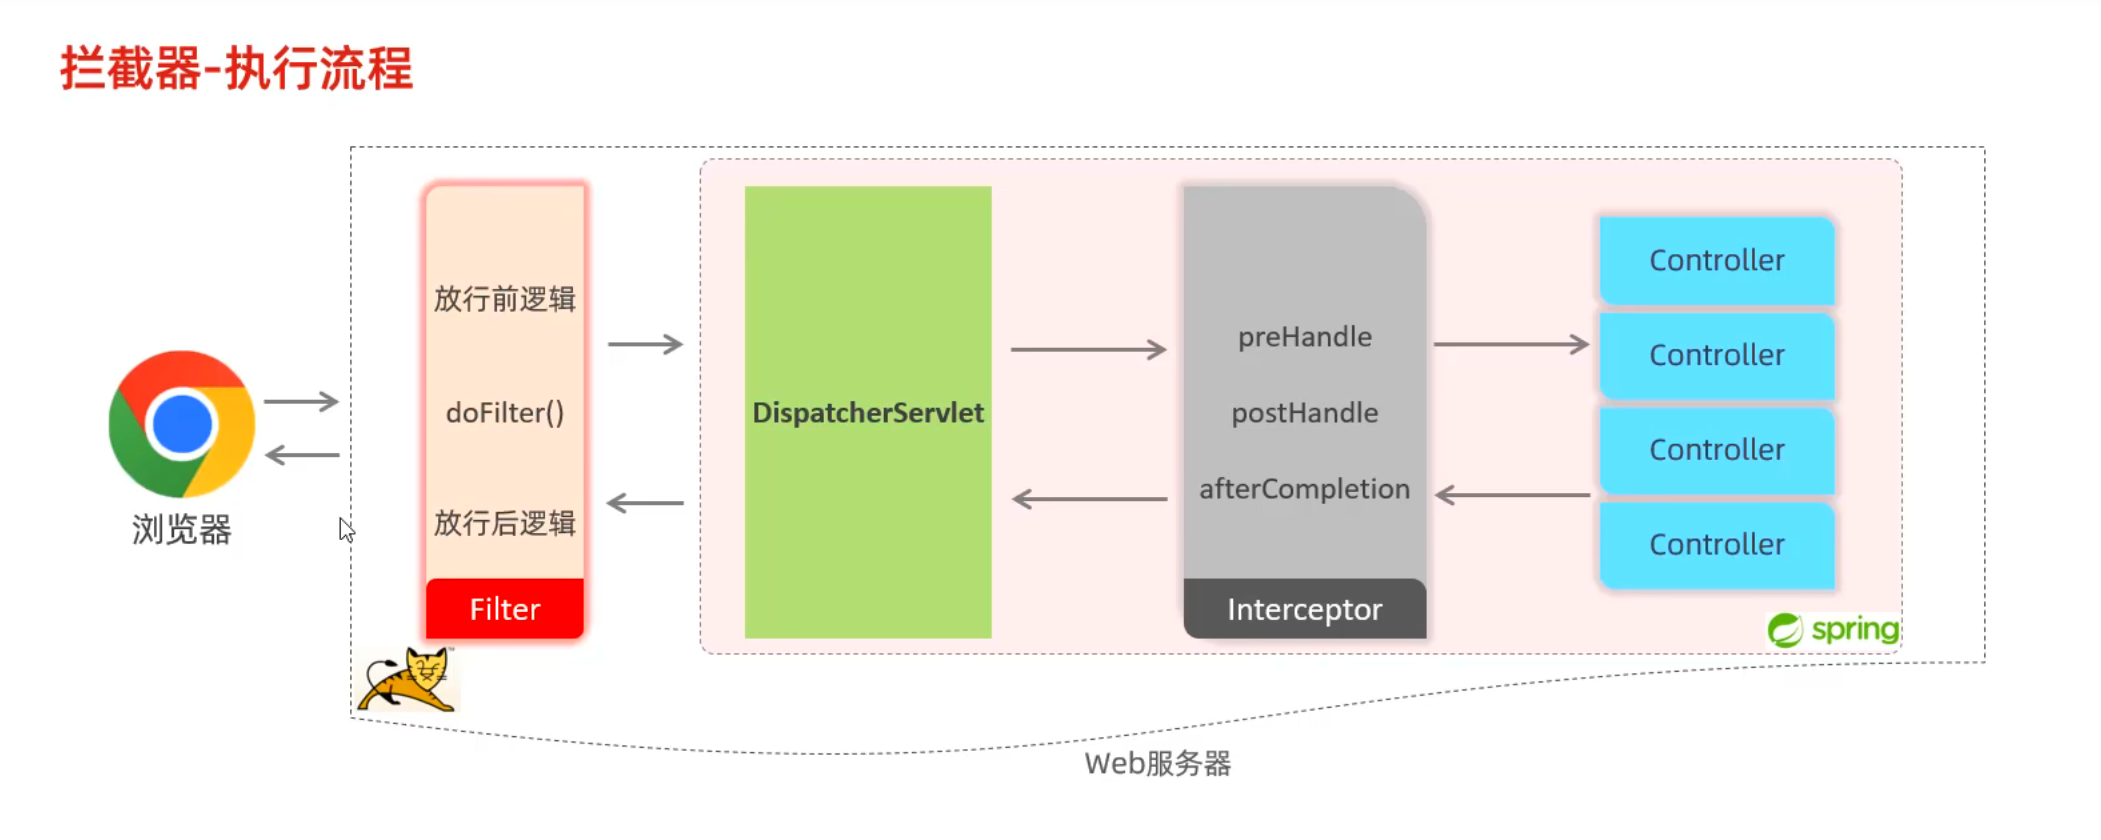 拦截器-执行流程
浏览器
放行前逻辑
doFilter()
放行后逻辑
Filter
DispatcherServlet
preHandle
postHandle
afterCompletion
Interceptor
Controller
Controller
Controller
Controller
spring
Web服务器